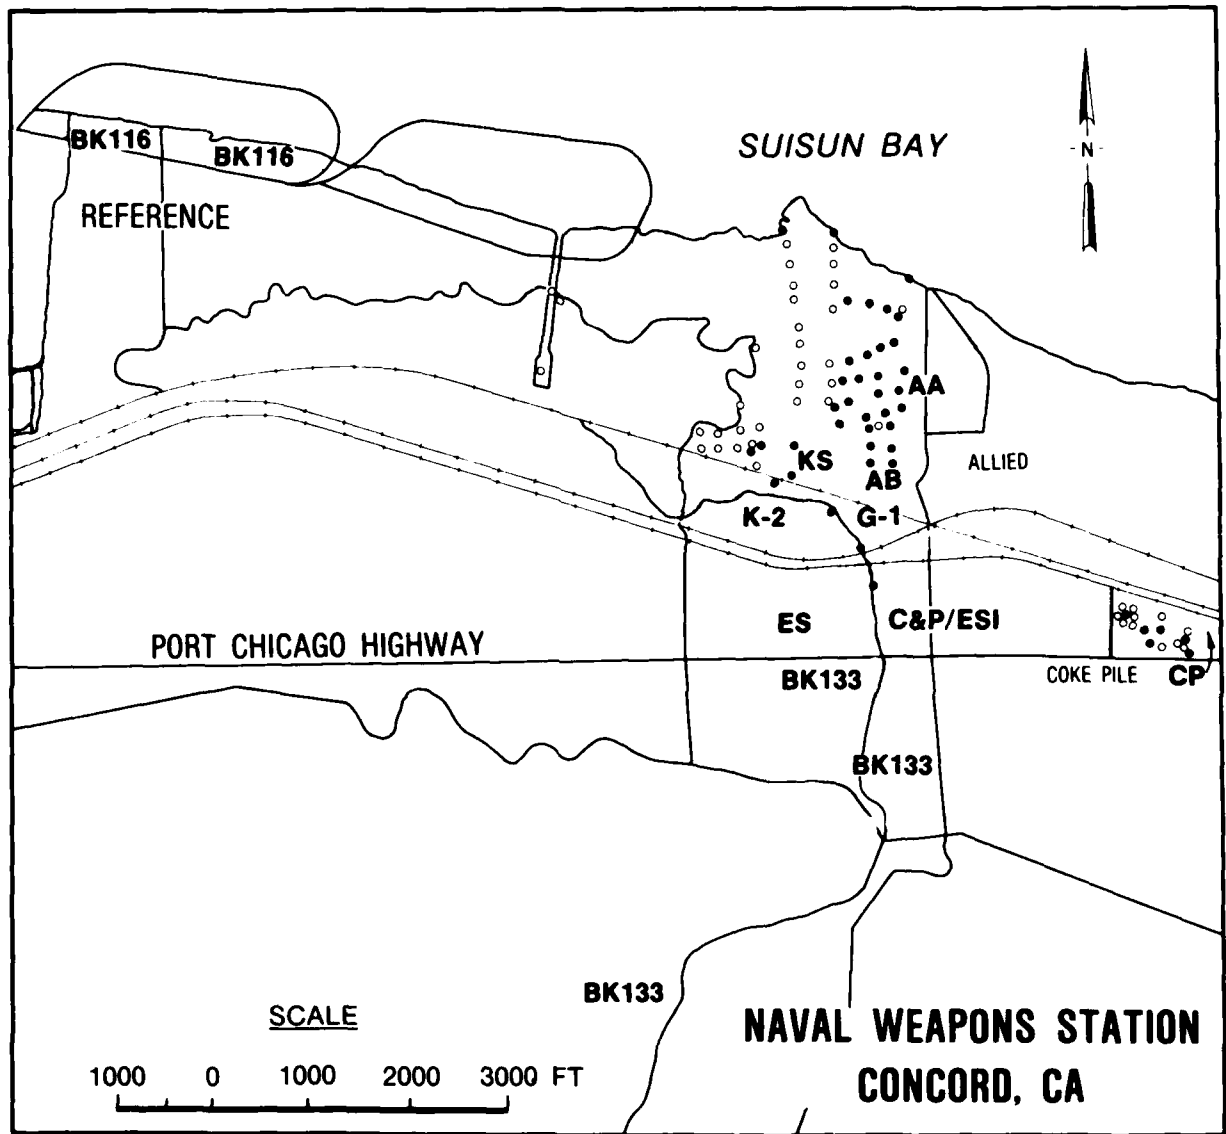 SUISUN BAY
BK116
BK116
N
REFERENCE
AA
KS
ALLIED
AB
K-2
G-1
ES
C&P/ESI
PORT CHICAGO HIGHWAY
COKE PILE
CP
BK133
BK133
BK133
SCALE
1000 0 1000 2000 3000 FT
NAVAL WEAPONS STATION
CONCORD, CA